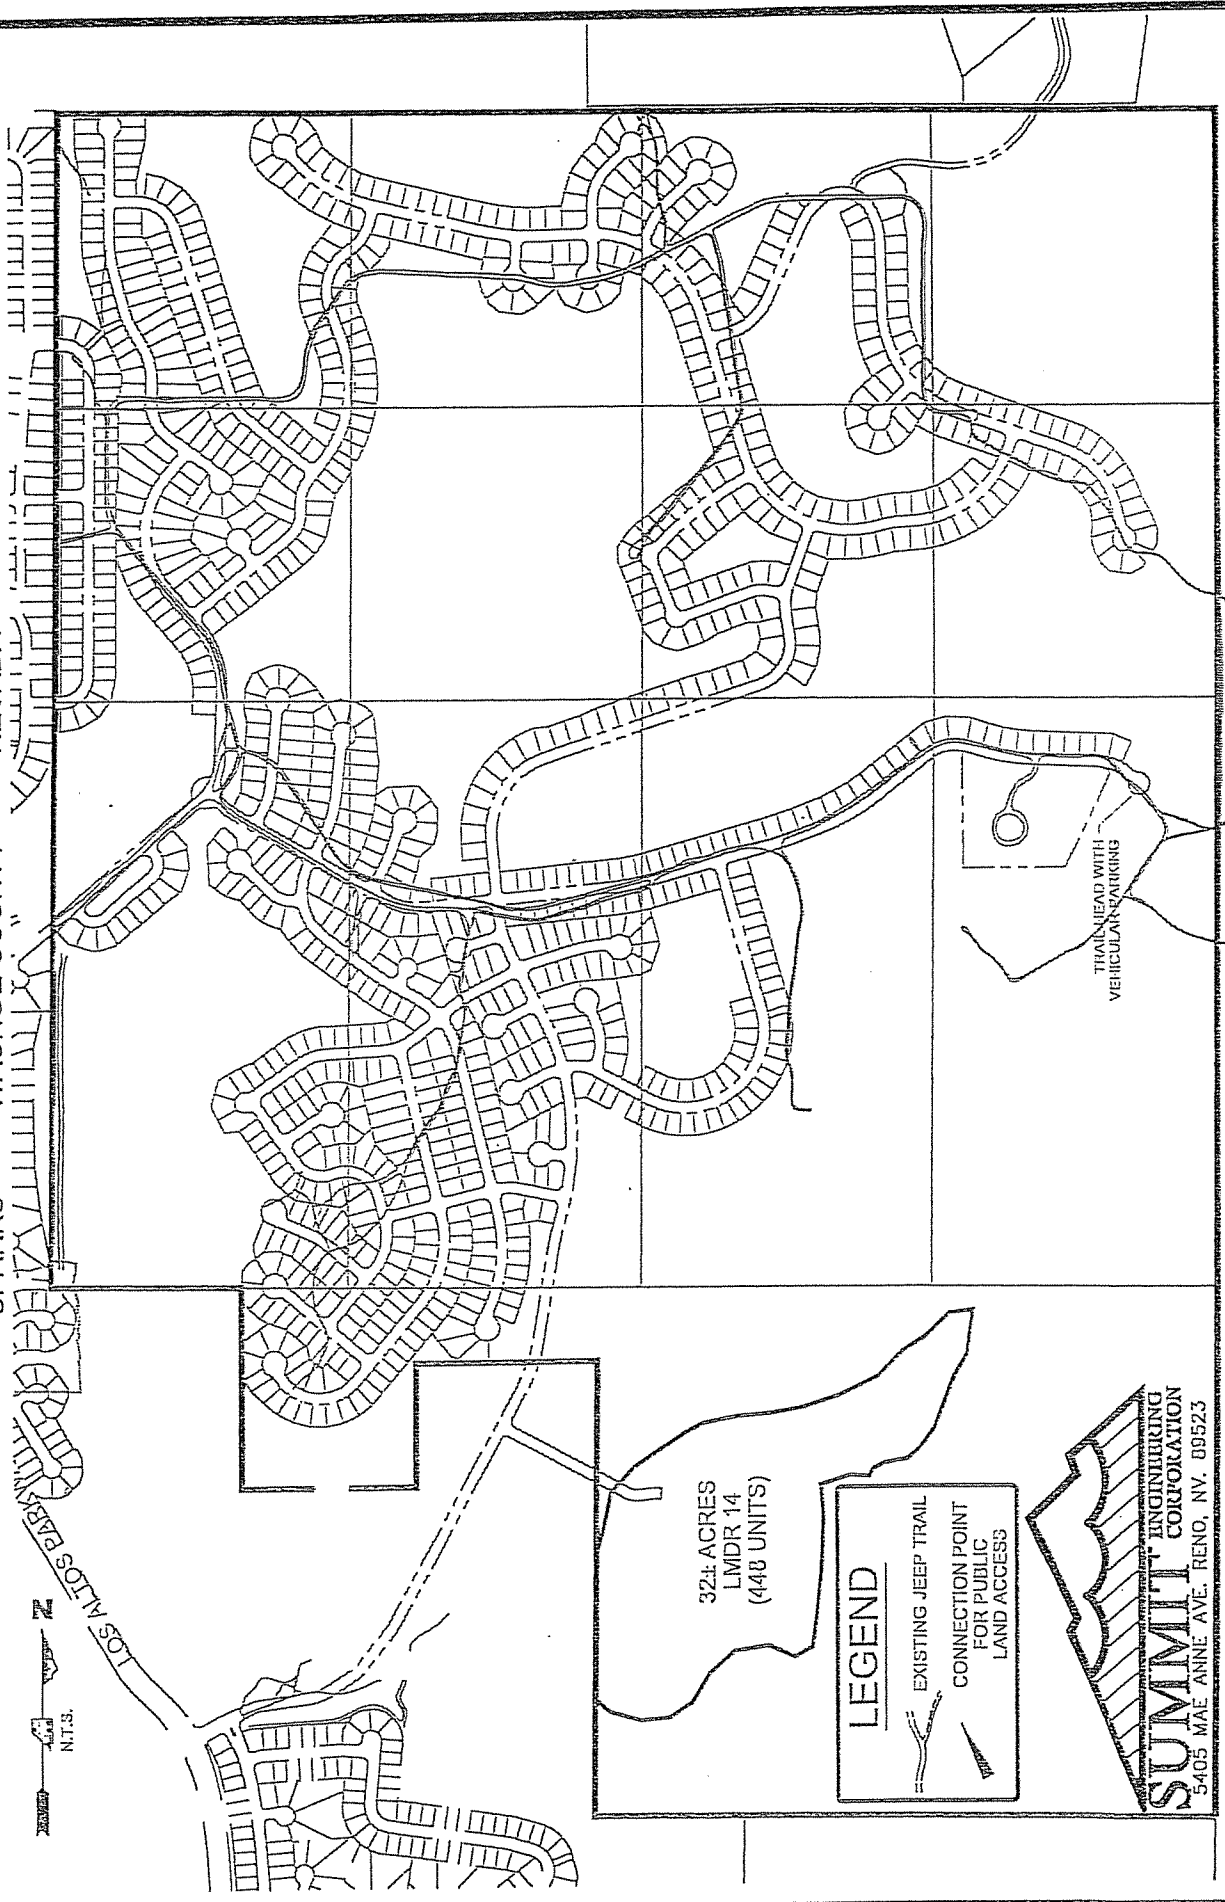 LOS ALTOS PARKWAY
N
N.T.S.
TRAILHEAD WITH
VEHICULAR PARKING
32± ACRES
LMDR 14
(448 UNITS)
LEGEND
EXISTING JEEP TRAIL
CONNECTION POINT
FOR PUBLIC
LAND ACCESS
SUMMIT ENGINEERING
CORPORATION
5405 MAE ANNE AVE. RENO, NV. 89523